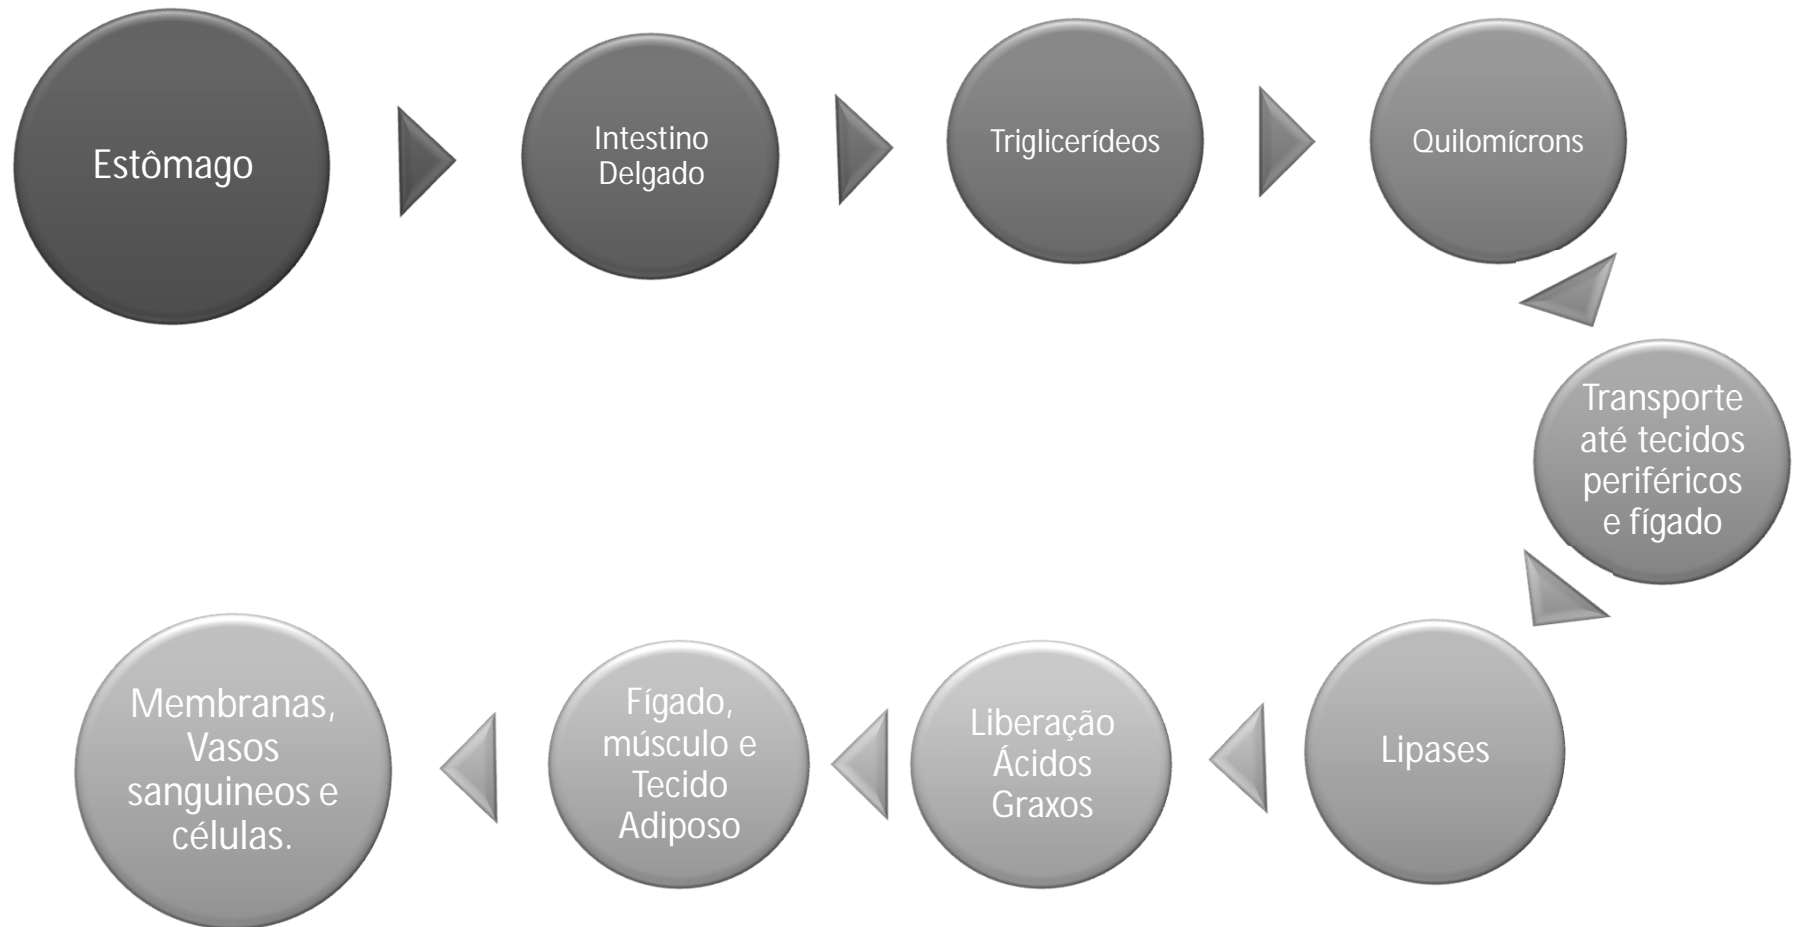 Estômago
Intestino
Delgado
Triglicerídeos
Quilomícrons
Transporte
até tecidos
periféricos
e fígado
Lipases
Liberação
Ácidos
Graxos
Fígado,
músculo e
Tecido
Adiposo
Membranas,
Vasos
sanguineos e
células.